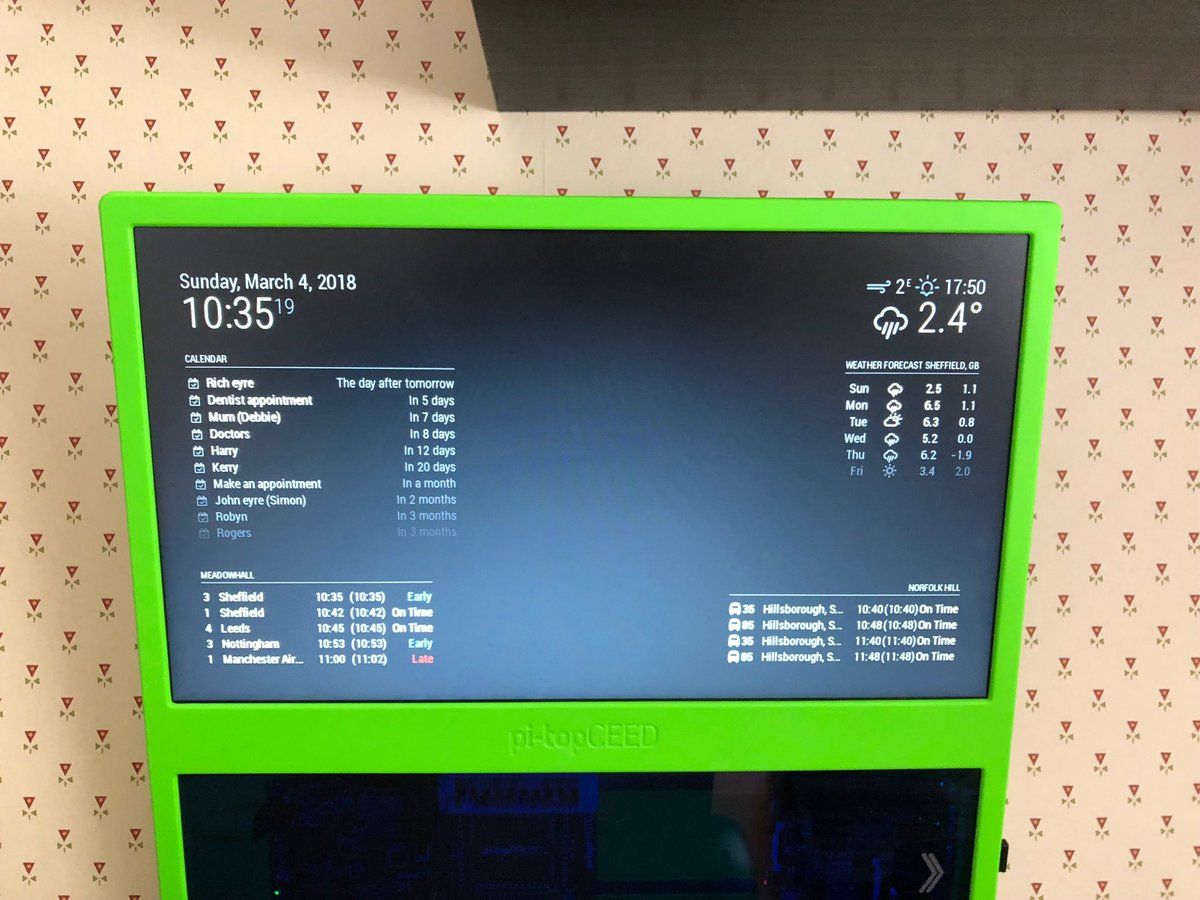 Sunday, March 4, 2018
10:35 19
2 E 17:50
2.4°
CALENDAR
Rich eyre The day after tomorrow
Dentist appointment In 5 days
Mum (Debbie) In 7 days
Doctors In 8 days
Harry In 12 days
Kerry In 20 days
Make an appointment In a month
John eyre (Simon) In 2 months
Robyn In 3 months
Rogers In 3 months
WEATHER FORECAST SHEFFIELD, GB
Sun 2.5 1.1
Mon 6.5 1.1
Tue 6.3 0.8
Wed 5.2 0.0
Thu 6.2 -1.9
Fri 3.4 2.0
MEADOWHALL
3 Sheffield 10:35 (10:35) Early
1 Sheffield 10:42 (10:42) On Time
4 Leeds 10:45 (10:45) On Time
3 Nottingham 10:53 (10:53) Early
1 Manchester Air... 11:00 (11:02) Late
NORFOLK HILL
35 Hillsborough, S... 10:40 (10:40) On Time
85 Hillsborough, S... 10:48 (10:48) On Time
35 Hillsborough, S... 11:40 (11:40) On Time
85 Hillsborough, S... 11:48 (11:48) On Time
pi-topCEED
pi-topPROTO